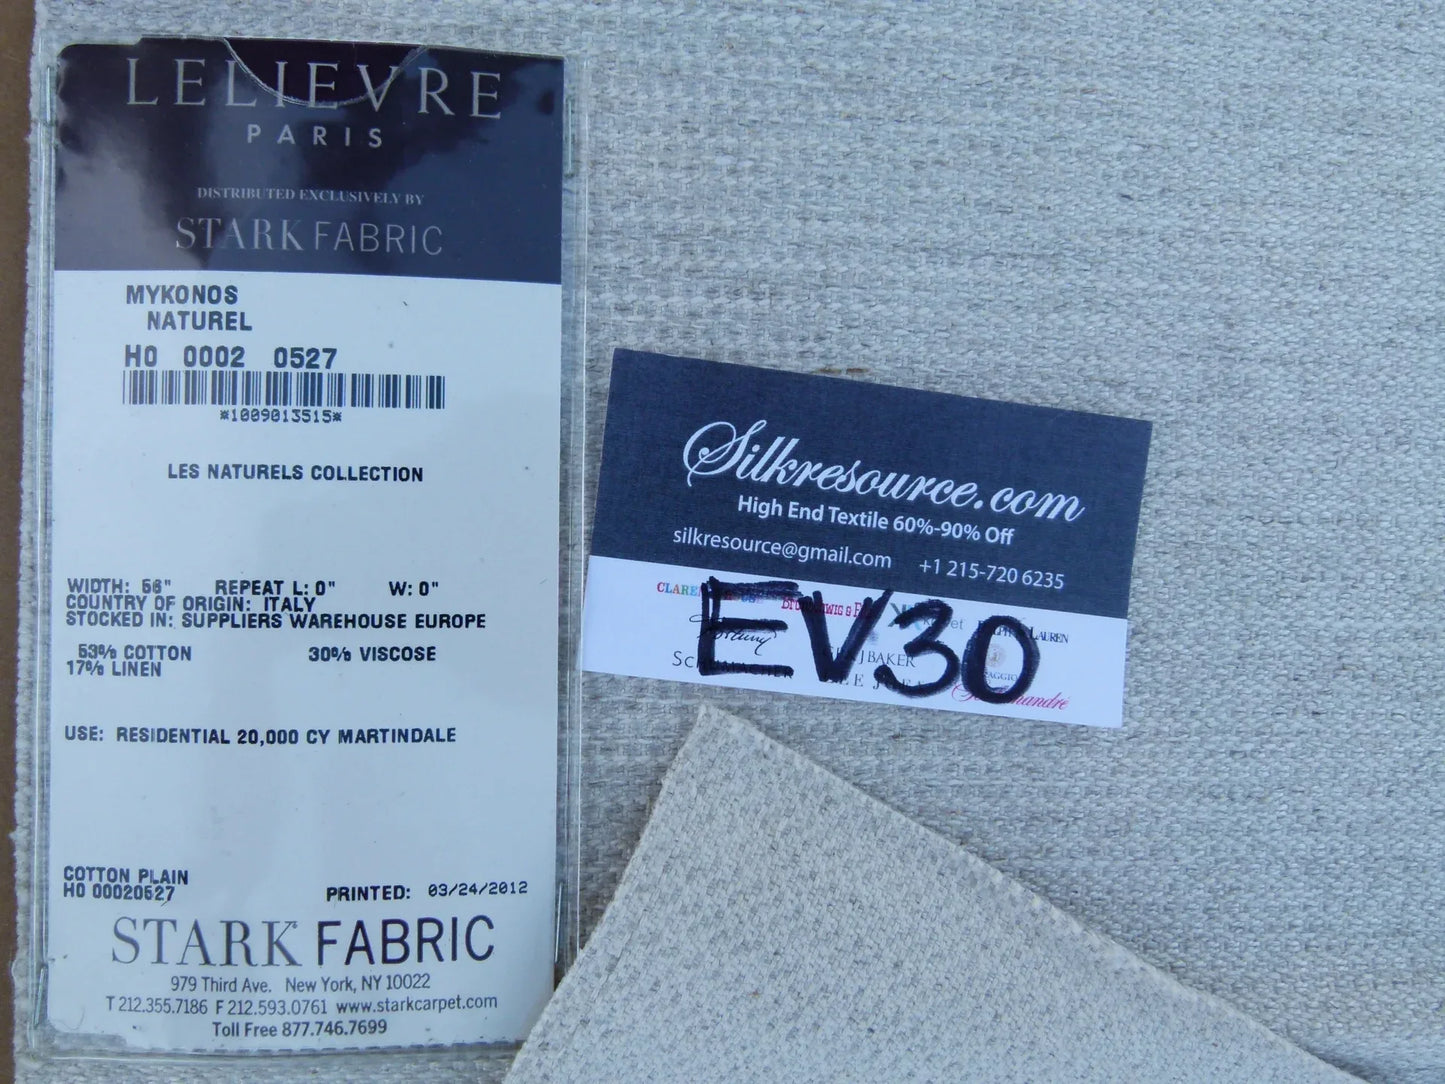 LELIEVRE
PARIS
DISTRIBUTED EXCLUSIVELY BY
STARK FABRIC
MYKONOS
NATUREL
H0 0002 0527
*1009013515*
LES NATURELS COLLECTION
WIDTH: 56" REPEAT L: 0" W: 0"
COUNTRY OF ORIGIN: ITALY
STOCKED IN: SUPPLIERS WAREHOUSE EUROPE
53% COTTON 30% VISCOSE
17% LINEN
USE: RESIDENTIAL 20,000 CY MARTINDALE
COTTON PLAIN
H0 00020527 PRINTED: 03/24/2012
STARK FABRIC
979 Third Ave. New York, NY 10022
T 212.355.7186 F 212.593.0761 www.starkcarpet.com
Toll Free 877.746.7699
Silkresource.com
High End Textile 60%-90% Off
silkresource@gmail.com +1 215-720 6235
EV30
LAUREN
J BAKER